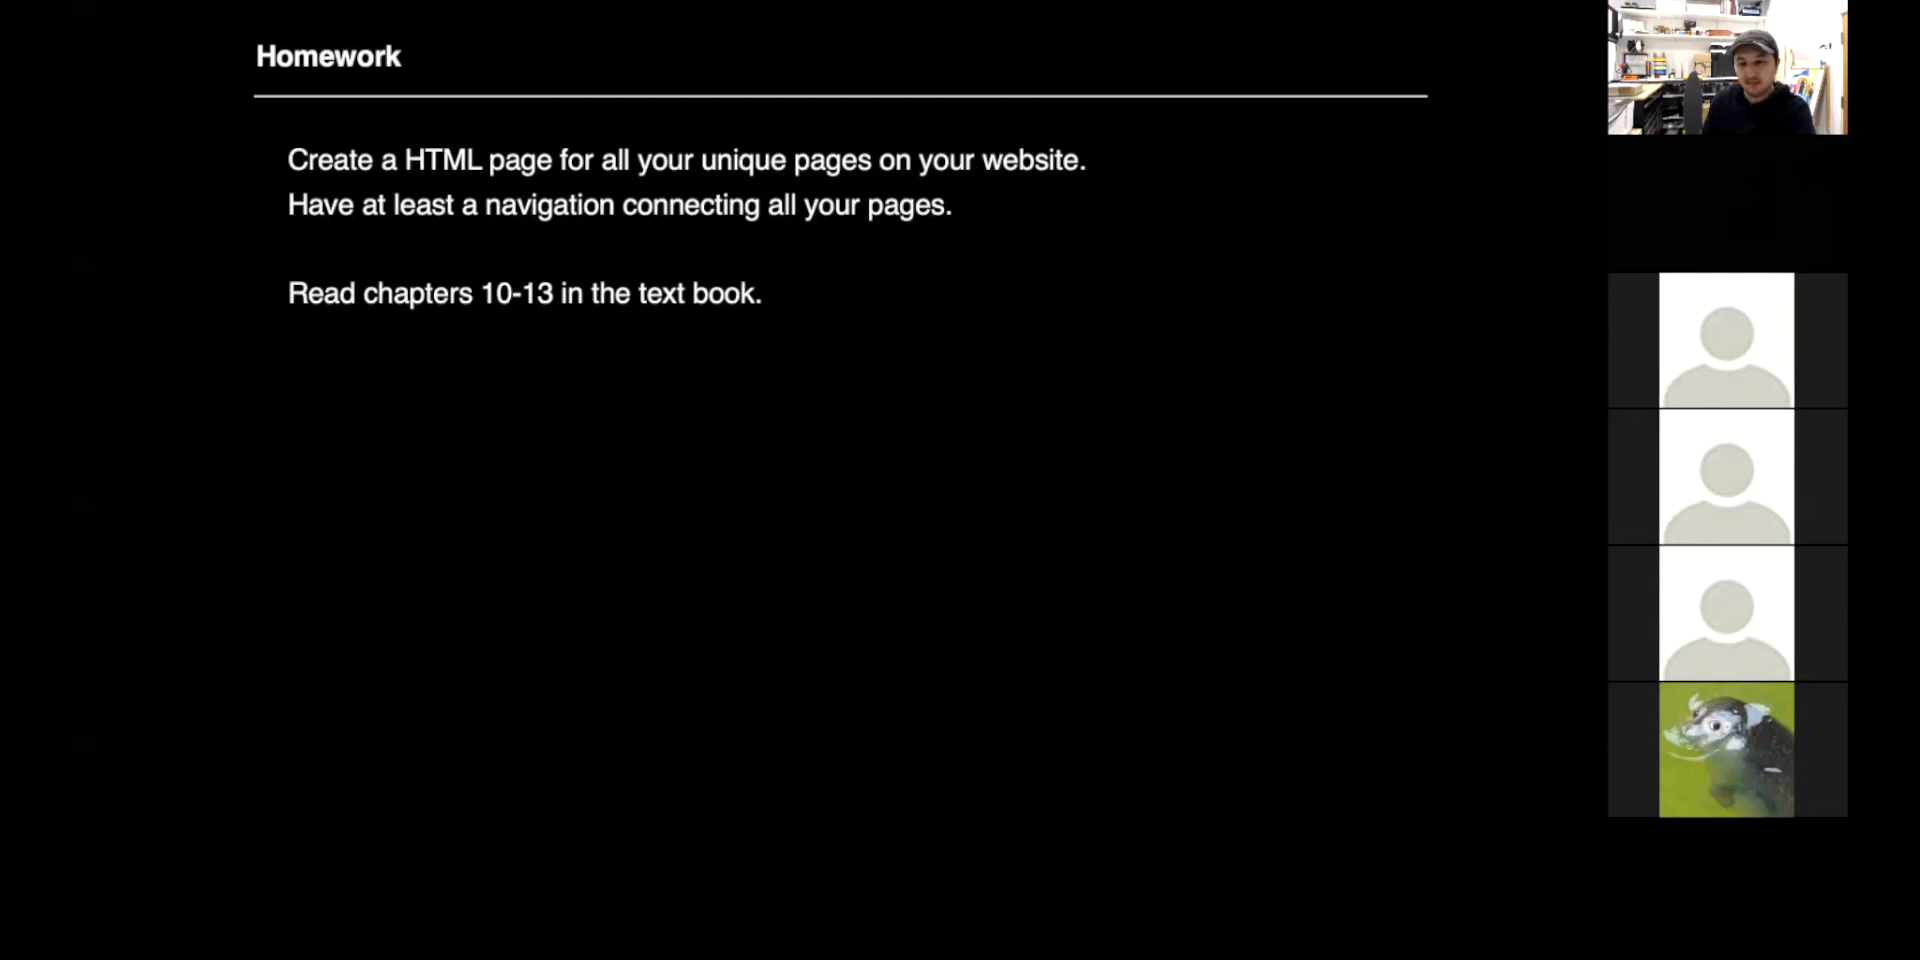 Homework
Create a HTML page for all your unique pages on your website.
Have at least a navigation connecting all your pages.
Read chapters 10-13 in the text book.